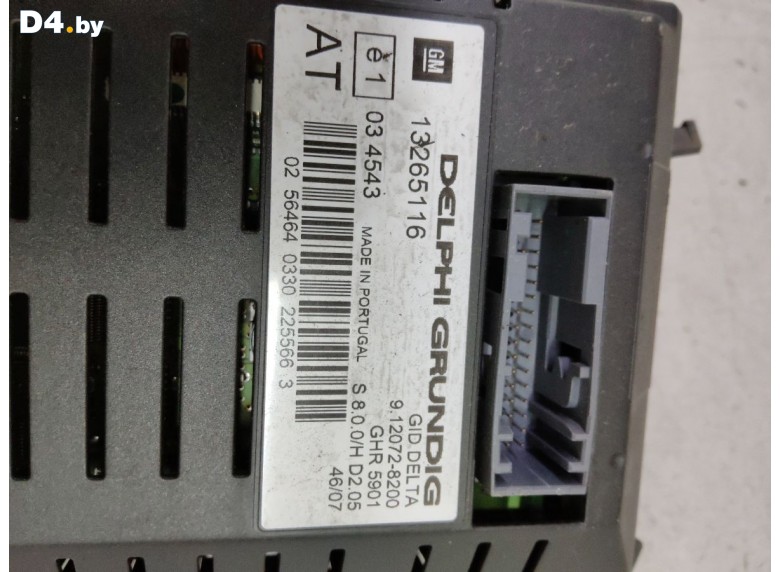 D4.by
GM
DELPHI GRUNDIG
13265116
GID DELTA
9.12072-8200
e1
03 4543
MADE IN PORTUGAL
GHR 5901
S 8.0.0/H D2.05
46/07
AT
02 56464 0330 225566 3